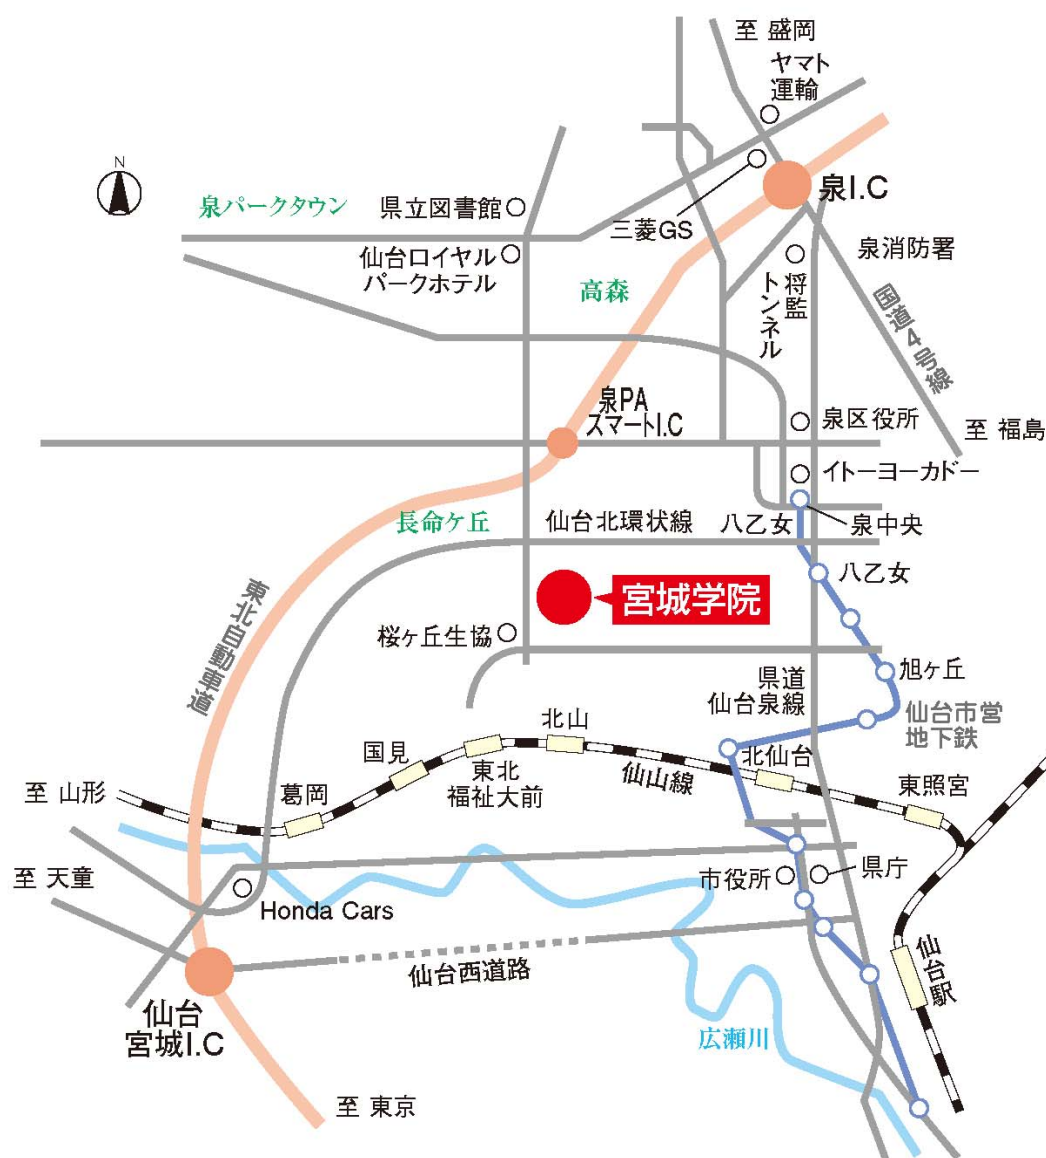 至 盛岡
ヤマト
運輸
N
泉I.C
泉パークタウン
県立図書館
三菱GS
仙台ロイヤル
パークホテル
泉消防署
高森
将監
トンネル
国道4号線
泉PA
スマートI.C
泉区役所
至 福島
イトーヨーカドー
長命ケ丘
仙台北環状線
八乙女
泉中央
八乙女
東北自動車道
宮城学院
桜ヶ丘生協
県道
仙台泉線
旭ヶ丘
仙台市営
地下鉄
北山
国見
東北
福祉大前
仙山線
北仙台
東照宮
至 山形
葛岡
至 天童
市役所
県庁
Honda Cars
仙台西道路
仙台駅
仙台
宮城I.C
広瀬川
至 東京